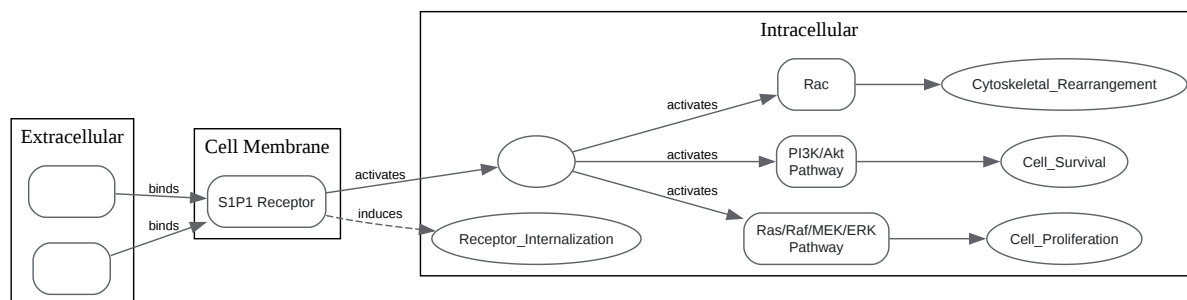 Intracellular
Rac
Cytoskeletal_Rearrangement
activates
Extracellular
Cell Membrane
binds
S1P1 Receptor
activates
activates
PI3K/Akt
Pathway
Cell_Survival
binds
induces
Receptor_Internalization
activates
Ras/Raf/MEK/ERK
Pathway
Cell_Proliferation